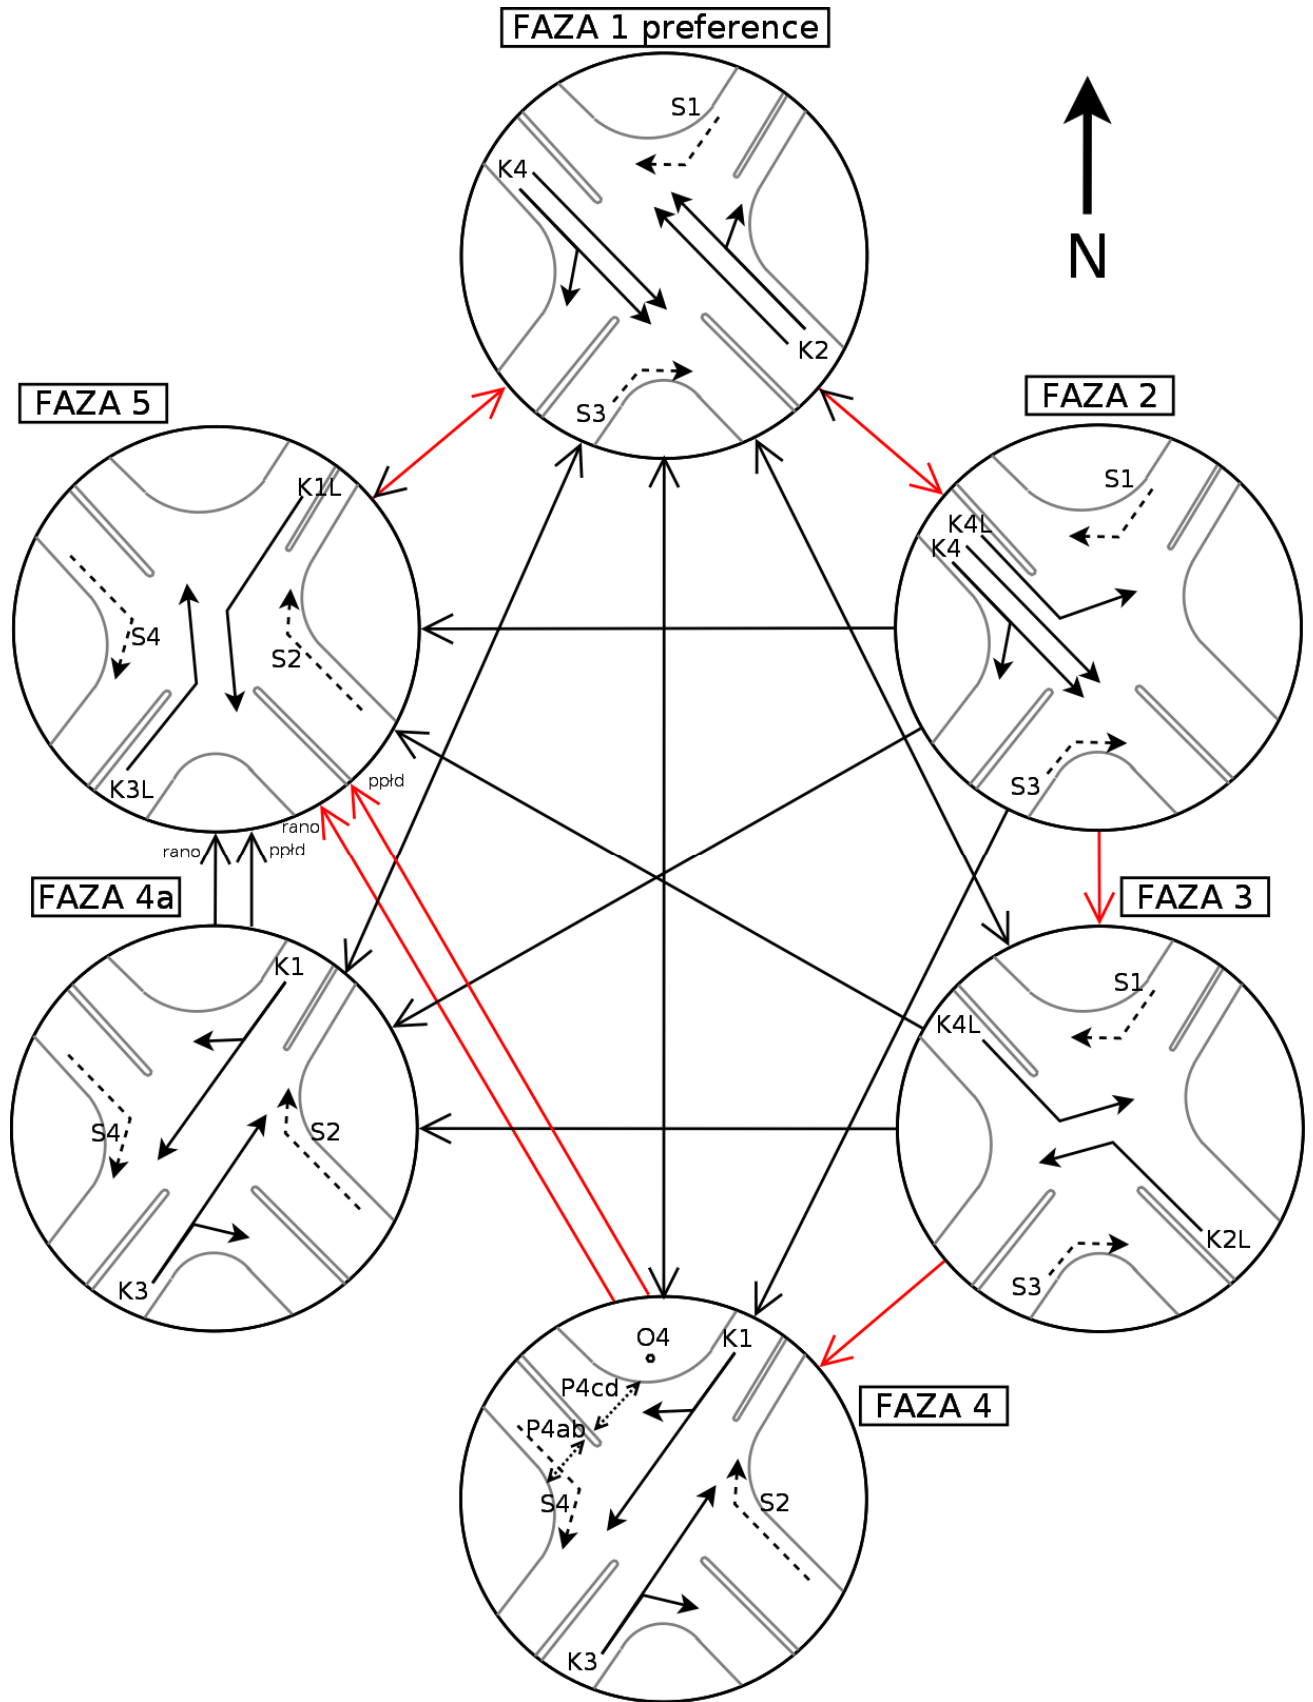 FAZA 1 preference
S1
K4
K2
S3
N
FAZA 5
K1L
S4
S2
K3L
FAZA 2
S1
K4L
K4
S3
ppłd
rano
rano
ppłd
FAZA 4a
K1
S4
S2
K3
FAZA 3
S1
K4L
K2L
S3
O4
K1
P4cd
P4ab
S4
S2
K3
FAZA 4